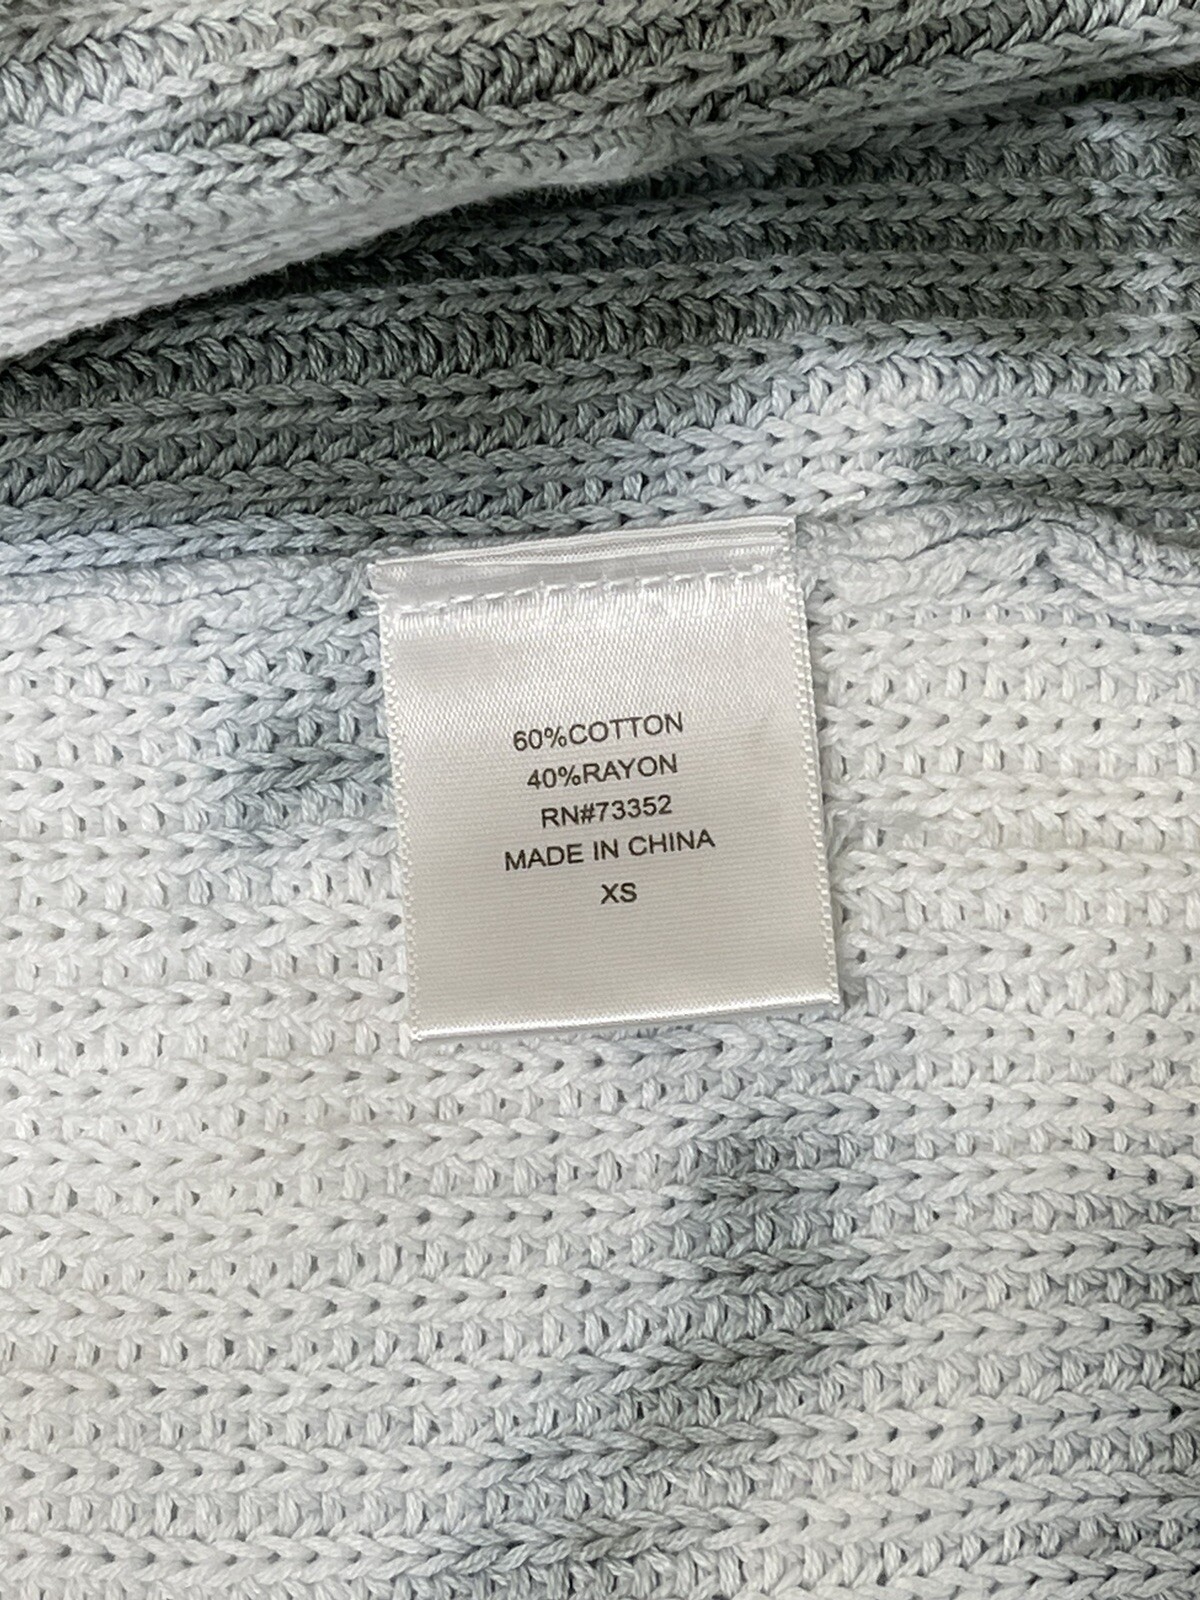 60%COTTON
40%RAYON
RN#73352
MADE IN CHINA
XS